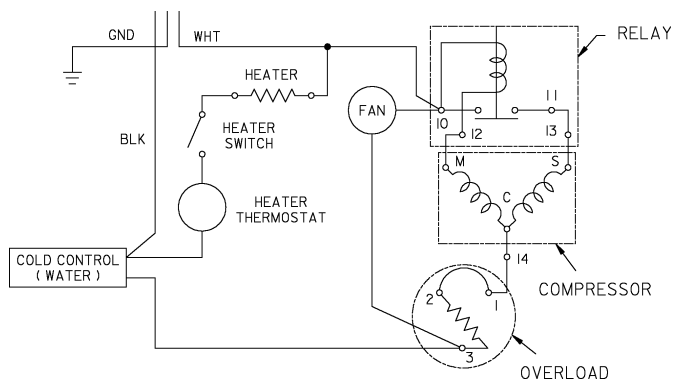 GND
WHT
RELAY
HEATER
FAN
10
11
12
13
BLK
HEATER
SWITCH
M
S
C
HEATER
THERMOSTAT
14
COLD CONTROL
( WATER )
COMPRESSOR
2
1
3
OVERLOAD